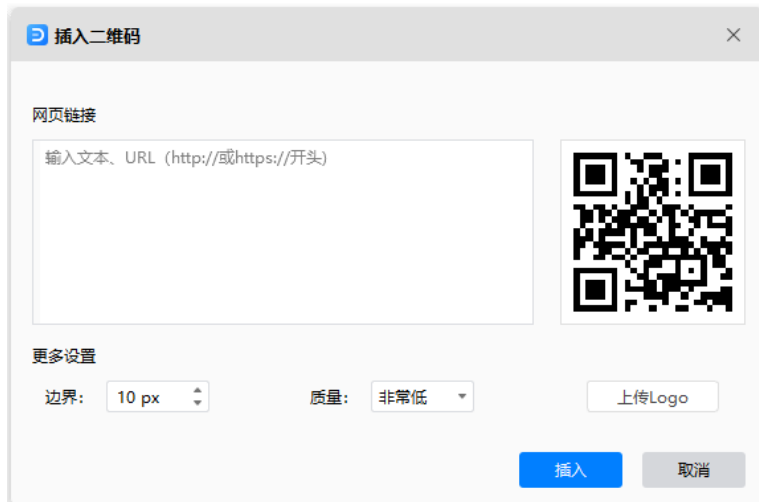 插入二维码
网页链接
输入文本、URL（http://或https://开头)
更多设置
边界： 10 px 质量： 非常低 上传Logo
插入 取消